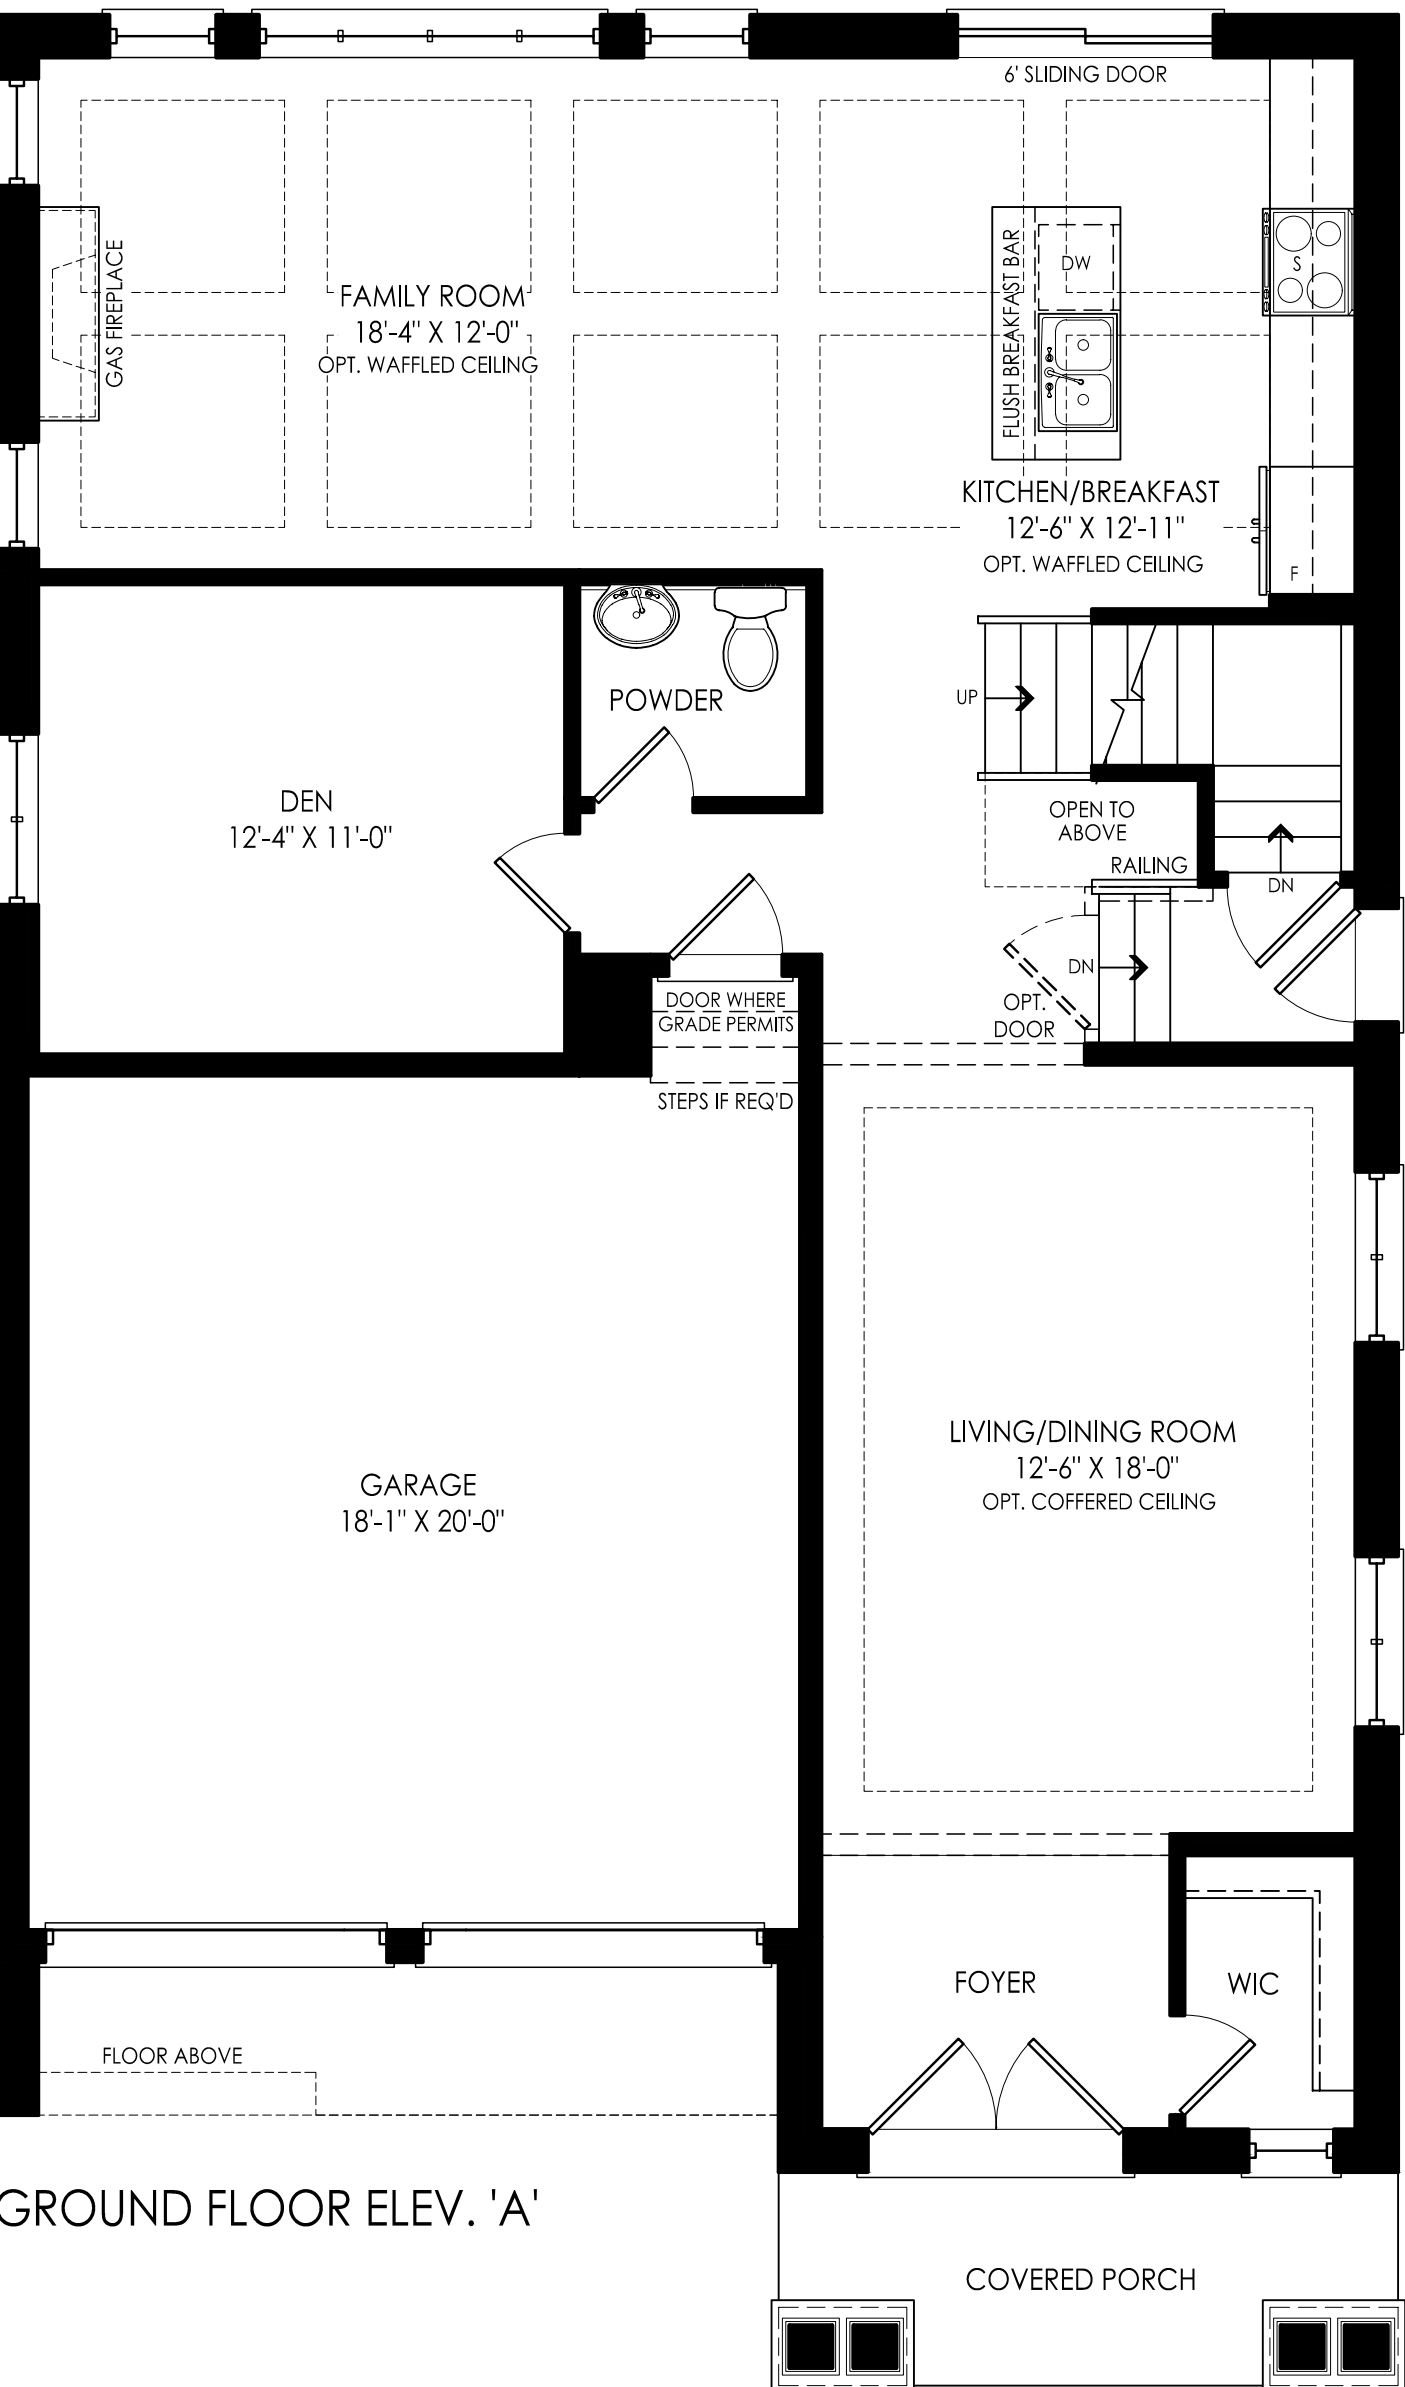 6' SLIDING DOOR
GAS FIREPLACE
FAMILY ROOM
18'-4" X 12'-0"
OPT. WAFFLED CEILING
FLUSH BREAKFAST BAR
DW
S
KITCHEN/BREAKFAST
12'-6" X 12'-11"
OPT. WAFFLED CEILING
F
POWDER
UP
DEN
12'-4" X 11'-0"
OPEN TO
ABOVE
RAILING
DN
DN
OPT.
DOOR
DOOR WHERE
GRADE PERMITS
STEPS IF REQ'D
LIVING/DINING ROOM
12'-6" X 18'-0"
OPT. COFFERED CEILING
GARAGE
18'-1" X 20'-0"
FOYER
WIC
FLOOR ABOVE
GROUND FLOOR ELEV. 'A'
COVERED PORCH